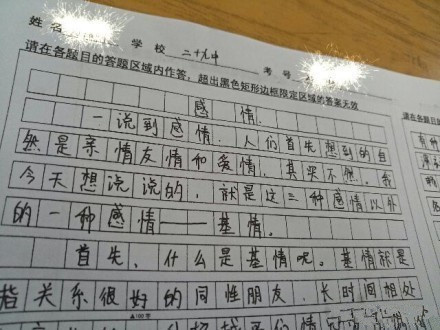 姓名 学校 二十九中 考号
请在各题目的答题区域内作答,超出黑色矩形边框限定区域的答案无效
感情
一说到感情,人们首先想到的自
然是亲情友情和爱情,其实不然。我
今天想说说的,就是这三种感情以外
的一种感情——基情。
首先,什么是基情呢。基情就是
指关系很好的同性朋友,长时间相处
▲100字
请在各题目